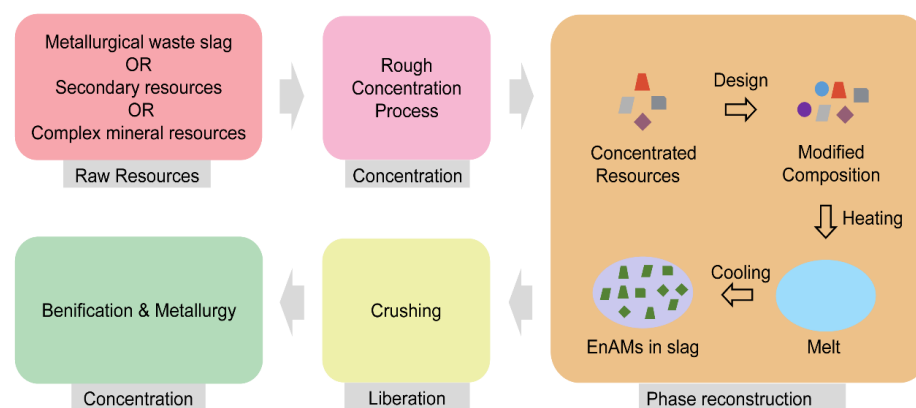 Metallurgical waste slag
OR
Secondary resources
OR
Complex mineral resources
Raw Resources
Rough
Concentration
Process
Concentration
Design
Concentrated
Resources
Modified
Composition
Heating
Cooling
EnAMs in slag
Melt
Phase reconstruction
Crushing
Liberation
Benification & Metallurgy
Concentration